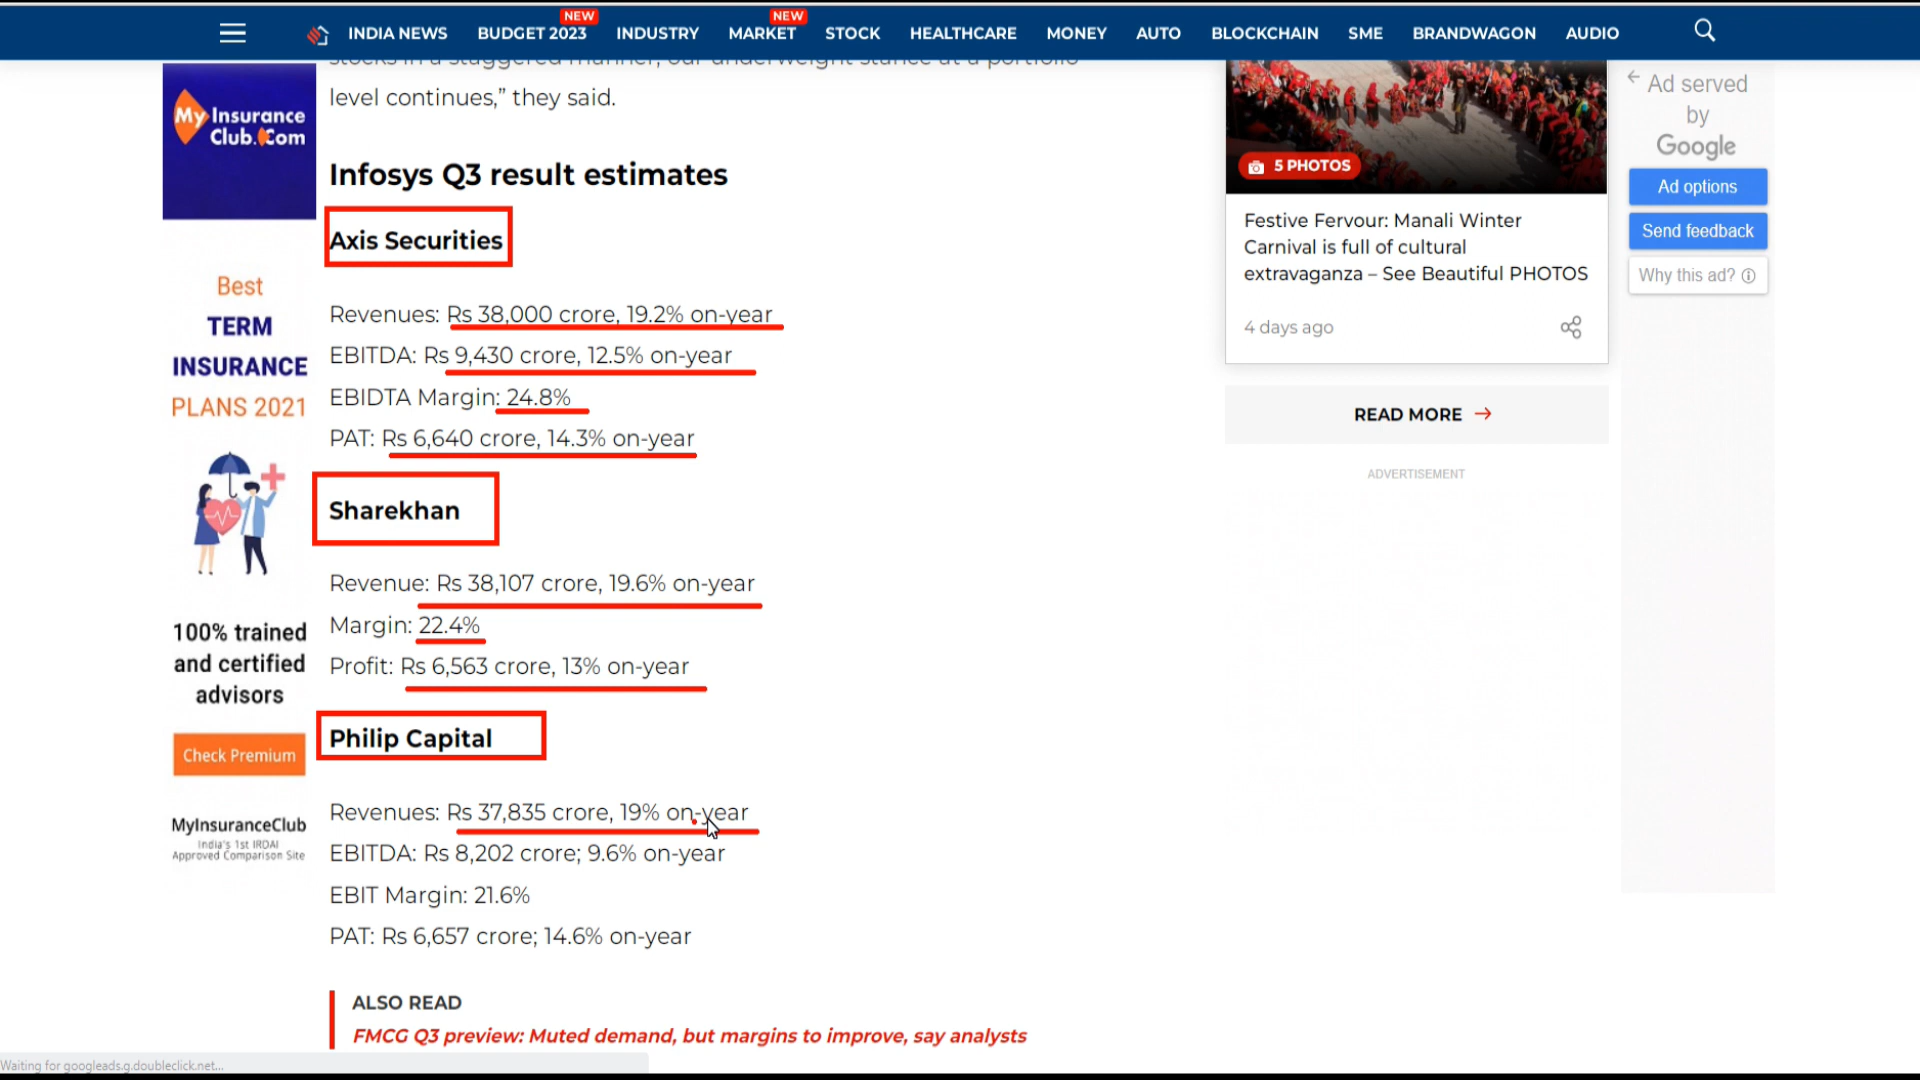 NEW
NEW
INDIA NEWS
BUDGET 2023
INDUSTRY
MARKET
STOCK
HEALTHCARE
MONEY
AUTO
BLOCKCHAIN
SME
BRANDWAGON
AUDIO
stocks in a staggered manner, our underweight stance at a portfolio
level continues,” they said.
Infosys Q3 result estimates
Axis Securities
Revenues: Rs 38,000 crore, 19.2% on-year
EBITDA: Rs 9,430 crore, 12.5% on-year
EBIDTA Margin: 24.8%
PAT: Rs 6,640 crore, 14.3% on-year
Sharekhan
Revenue: Rs 38,107 crore, 19.6% on-year
Margin: 22.4%
Profit: Rs 6,563 crore, 13% on-year
Philip Capital
Revenues: Rs 37,835 crore, 19% on-year
EBITDA: Rs 8,202 crore; 9.6% on-year
EBIT Margin: 21.6%
PAT: Rs 6,657 crore; 14.6% on-year
ALSO READ
FMCG Q3 preview: Muted demand, but margins to improve, say analysts
My Insurance
Club.Com
Best
TERM
INSURANCE
PLANS 2021
100% trained
and certified
advisors
Check Premium
MyInsuranceClub
India's 1st IRDAI
Approved Comparison Site
5 PHOTOS
Festive Fervour: Manali Winter
Carnival is full of cultural
extravaganza – See Beautiful PHOTOS
4 days ago
READ MORE
ADVERTISEMENT
Ad served
by
Google
Ad options
Send feedback
Why this ad?
Waiting for googleads.g.doubleclick.net...